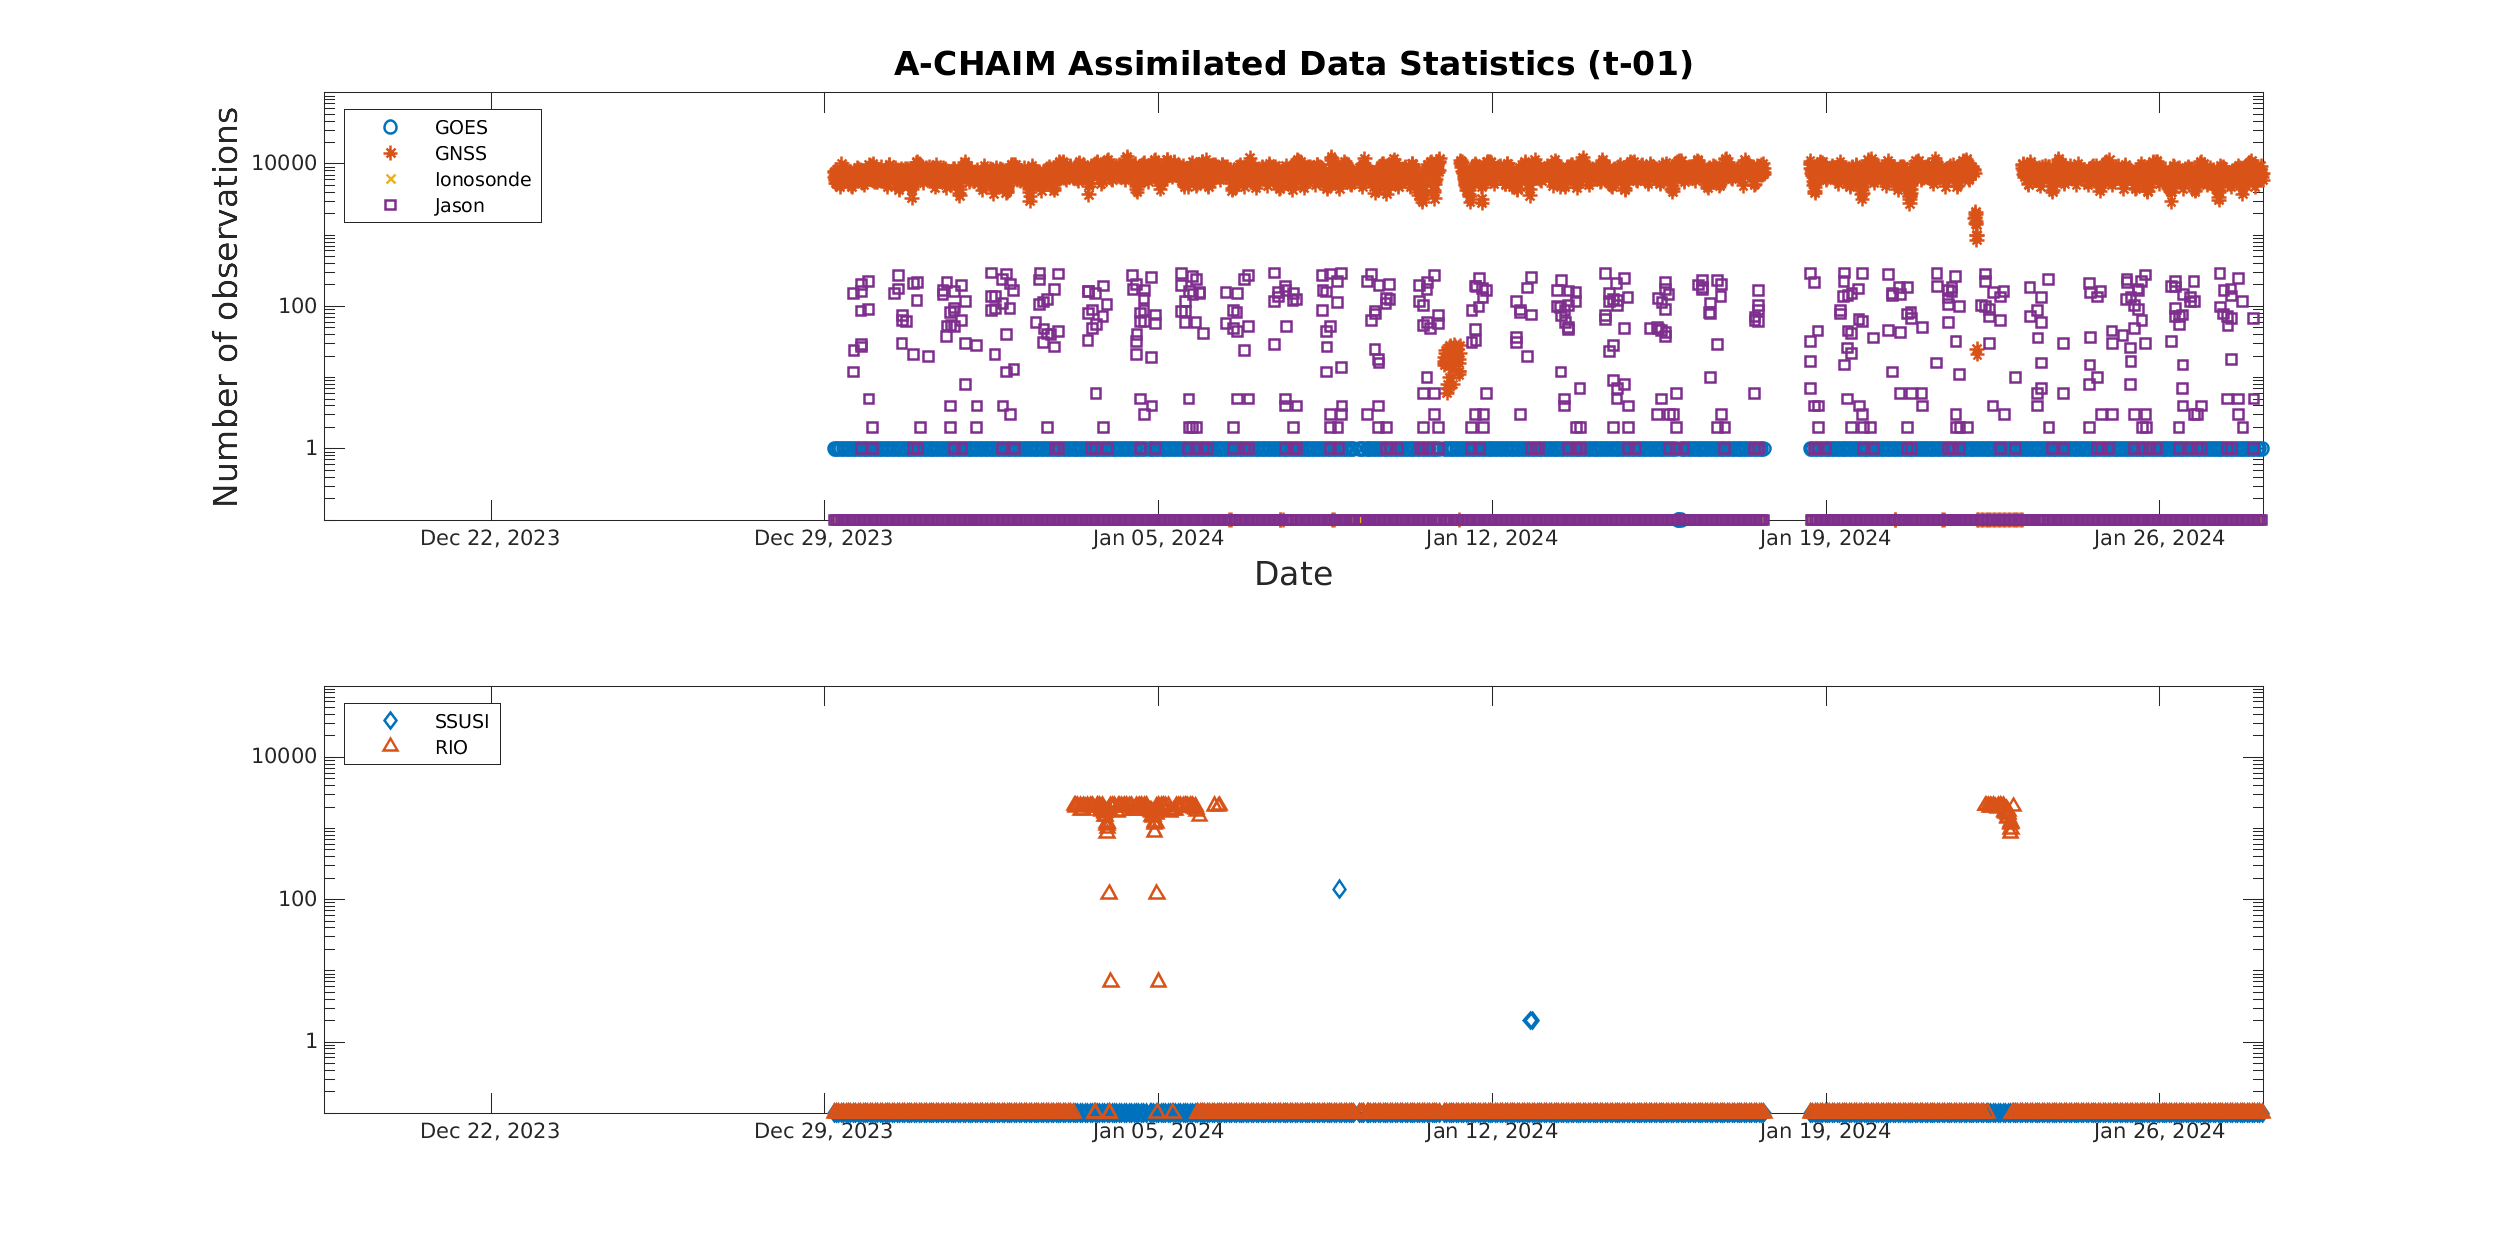 A-CHAIM Assimilated Data Statistics (t-01)
Number of observations
10000
100
1
GOES
GNSS
Ionosonde
Jason
Dec 22, 2023
Dec 29, 2023
Jan 05, 2024
Jan 12, 2024
Jan 19, 2024
Jan 26, 2024
Date
10000
100
1
SSUSI
RIO
Dec 22, 2023
Dec 29, 2023
Jan 05, 2024
Jan 12, 2024
Jan 19, 2024
Jan 26, 2024